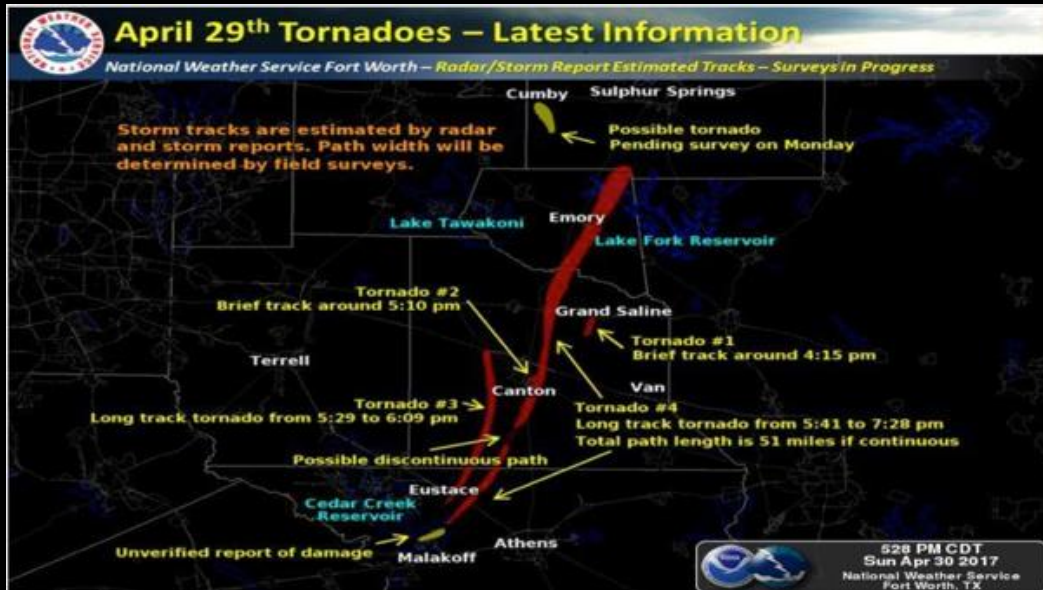 April 29th Tornadoes – Latest Information
National Weather Service Fort Worth – Radar/Storm Report Estimated Tracks – Surveys in Progress
Cumby
Sulphur Springs
Storm tracks are estimated by radar
and storm reports. Path width will be
determined by field surveys.
Possible tornado
Pending survey on Monday
Lake Tawakoni
Emory
Lake Fork Reservoir
Tornado #2
Brief track around 5:10 pm
Grand Saline
Tornado #1
Brief track around 4:15 pm
Terrell
Canton
Van
Tornado #3
Long track tornado from 5:29 to 6:09 pm
Tornado #4
Long track tornado from 5:41 to 7:28 pm
Total path length is 51 miles if continuous
Possible discontinuous path
Eustace
Cedar Creek
Reservoir
Unverified report of damage
Malakoff
Athens
528 PM CDT
Sun Apr 30 2017
National Weather Service
Fort Worth, TX